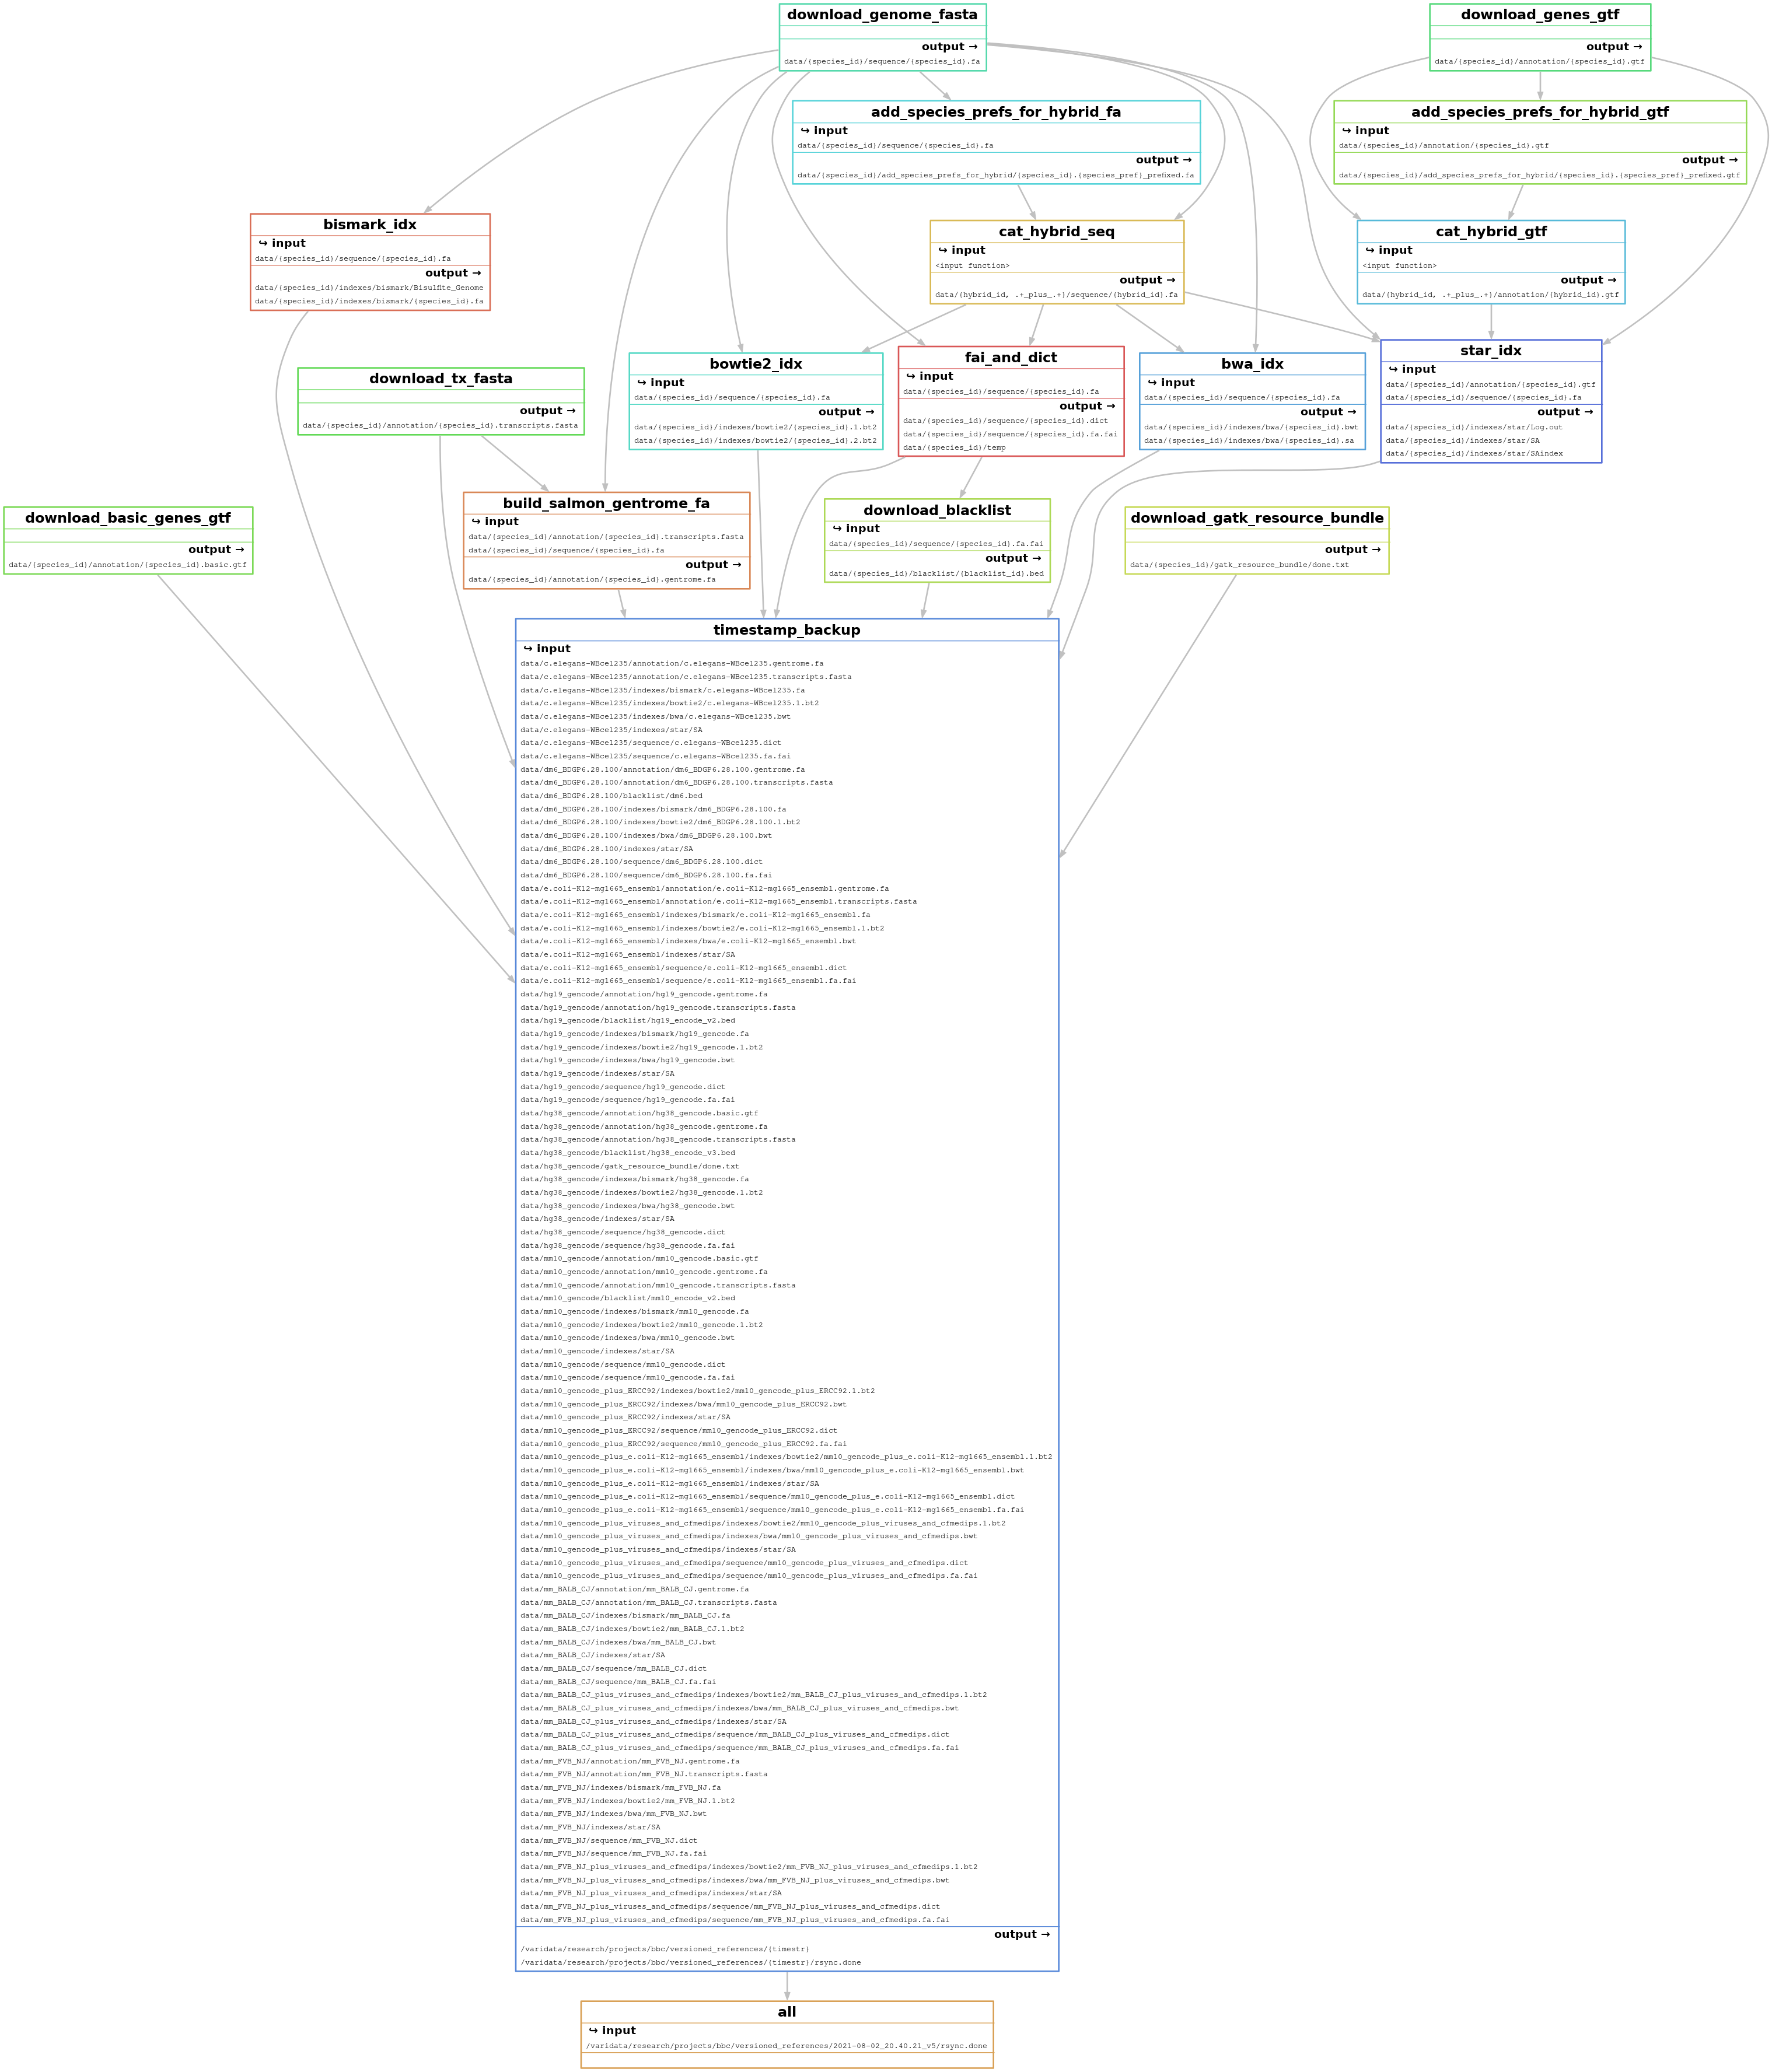 download_genome_fasta
output →
data/{species_id}/sequence/{species_id}.fa
download_genes_gtf
output →
data/{species_id}/annotation/{species_id}.gtf
add_species_prefs_for_hybrid_fa
↪ input
data/{species_id}/sequence/{species_id}.fa
output →
data/{species_id}/add_species_prefs_for_hybrid/{species_id}.{species_pref}_prefixed.fa
add_species_prefs_for_hybrid_gtf
↪ input
data/{species_id}/annotation/{species_id}.gtf
output →
data/{species_id}/add_species_prefs_for_hybrid/{species_id}.{species_pref}_prefixed.gtf
bismark_idx
↪ input
data/{species_id}/sequence/{species_id}.fa
output →
data/{species_id}/indexes/bismark/Bisulfite_Genome
data/{species_id}/indexes/bismark/{species_id}.fa
cat_hybrid_seq
↪ input
<input function>
output →
data/{hybrid_id, .+_plus_.+}/sequence/{hybrid_id}.fa
cat_hybrid_gtf
↪ input
<input function>
output →
data/{hybrid_id, .+_plus_.+}/annotation/{hybrid_id}.gtf
download_tx_fasta
output →
data/{species_id}/annotation/{species_id}.transcripts.fasta
bowtie2_idx
↪ input
data/{species_id}/sequence/{species_id}.fa
output →
data/{species_id}/indexes/bowtie2/{species_id}.1.bt2
data/{species_id}/indexes/bowtie2/{species_id}.2.bt2
fai_and_dict
↪ input
data/{species_id}/sequence/{species_id}.fa
output →
data/{species_id}/sequence/{species_id}.dict
data/{species_id}/sequence/{species_id}.fa.fai
data/{species_id}/temp
bwa_idx
↪ input
data/{species_id}/sequence/{species_id}.fa
output →
data/{species_id}/indexes/bwa/{species_id}.bwt
data/{species_id}/indexes/bwa/{species_id}.sa
star_idx
↪ input
data/{species_id}/annotation/{species_id}.gtf
data/{species_id}/sequence/{species_id}.fa
output →
data/{species_id}/indexes/star/Log.out
data/{species_id}/indexes/star/SA
data/{species_id}/indexes/star/SAindex
download_basic_genes_gtf
output →
data/{species_id}/annotation/{species_id}.basic.gtf
build_salmon_gentrome_fa
↪ input
data/{species_id}/annotation/{species_id}.transcripts.fasta
data/{species_id}/sequence/{species_id}.fa
output →
data/{species_id}/annotation/{species_id}.gentrome.fa
download_blacklist
↪ input
data/{species_id}/sequence/{species_id}.fa.fai
output →
data/{species_id}/blacklist/{blacklist_id}.bed
download_gatk_resource_bundle
output →
data/{species_id}/gatk_resource_bundle/done.txt
timestamp_backup
↪ input
data/c.elegans-WBcel235/annotation/c.elegans-WBcel235.gentrome.fa
data/c.elegans-WBcel235/annotation/c.elegans-WBcel235.transcripts.fasta
data/c.elegans-WBcel235/indexes/bismark/c.elegans-WBcel235.fa
data/c.elegans-WBcel235/indexes/bowtie2/c.elegans-WBcel235.1.bt2
data/c.elegans-WBcel235/indexes/bwa/c.elegans-WBcel235.bwt
data/c.elegans-WBcel235/indexes/star/SA
data/c.elegans-WBcel235/sequence/c.elegans-WBcel235.dict
data/c.elegans-WBcel235/sequence/c.elegans-WBcel235.fa.fai
data/dm6_BDGP6.28.100/annotation/dm6_BDGP6.28.100.gentrome.fa
data/dm6_BDGP6.28.100/annotation/dm6_BDGP6.28.100.transcripts.fasta
data/dm6_BDGP6.28.100/blacklist/dm6.bed
data/dm6_BDGP6.28.100/indexes/bismark/dm6_BDGP6.28.100.fa
data/dm6_BDGP6.28.100/indexes/bowtie2/dm6_BDGP6.28.100.1.bt2
data/dm6_BDGP6.28.100/indexes/bwa/dm6_BDGP6.28.100.bwt
data/dm6_BDGP6.28.100/indexes/star/SA
data/dm6_BDGP6.28.100/sequence/dm6_BDGP6.28.100.dict
data/dm6_BDGP6.28.100/sequence/dm6_BDGP6.28.100.fa.fai
data/e.coli-K12-mg1665_ensembl/annotation/e.coli-K12-mg1665_ensembl.gentrome.fa
data/e.coli-K12-mg1665_ensembl/annotation/e.coli-K12-mg1665_ensembl.transcripts.fasta
data/e.coli-K12-mg1665_ensembl/indexes/bismark/e.coli-K12-mg1665_ensembl.fa
data/e.coli-K12-mg1665_ensembl/indexes/bowtie2/e.coli-K12-mg1665_ensembl.1.bt2
data/e.coli-K12-mg1665_ensembl/indexes/bwa/e.coli-K12-mg1665_ensembl.bwt
data/e.coli-K12-mg1665_ensembl/indexes/star/SA
data/e.coli-K12-mg1665_ensembl/sequence/e.coli-K12-mg1665_ensembl.dict
data/e.coli-K12-mg1665_ensembl/sequence/e.coli-K12-mg1665_ensembl.fa.fai
data/hg19_gencode/annotation/hg19_gencode.gentrome.fa
data/hg19_gencode/annotation/hg19_gencode.transcripts.fasta
data/hg19_gencode/blacklist/hg19_encode_v2.bed
data/hg19_gencode/indexes/bismark/hg19_gencode.fa
data/hg19_gencode/indexes/bowtie2/hg19_gencode.1.bt2
data/hg19_gencode/indexes/bwa/hg19_gencode.bwt
data/hg19_gencode/indexes/star/SA
data/hg19_gencode/sequence/hg19_gencode.dict
data/hg19_gencode/sequence/hg19_gencode.fa.fai
data/hg38_gencode/annotation/hg38_gencode.basic.gtf
data/hg38_gencode/annotation/hg38_gencode.gentrome.fa
data/hg38_gencode/annotation/hg38_gencode.transcripts.fasta
data/hg38_gencode/blacklist/hg38_encode_v3.bed
data/hg38_gencode/gatk_resource_bundle/done.txt
data/hg38_gencode/indexes/bismark/hg38_gencode.fa
data/hg38_gencode/indexes/bowtie2/hg38_gencode.1.bt2
data/hg38_gencode/indexes/bwa/hg38_gencode.bwt
data/hg38_gencode/indexes/star/SA
data/hg38_gencode/sequence/hg38_gencode.dict
data/hg38_gencode/sequence/hg38_gencode.fa.fai
data/mm10_gencode/annotation/mm10_gencode.basic.gtf
data/mm10_gencode/annotation/mm10_gencode.gentrome.fa
data/mm10_gencode/annotation/mm10_gencode.transcripts.fasta
data/mm10_gencode/blacklist/mm10_encode_v2.bed
data/mm10_gencode/indexes/bismark/mm10_gencode.fa
data/mm10_gencode/indexes/bowtie2/mm10_gencode.1.bt2
data/mm10_gencode/indexes/bwa/mm10_gencode.bwt
data/mm10_gencode/indexes/star/SA
data/mm10_gencode/sequence/mm10_gencode.dict
data/mm10_gencode/sequence/mm10_gencode.fa.fai
data/mm10_gencode_plus_ERCC92/indexes/bowtie2/mm10_gencode_plus_ERCC92.1.bt2
data/mm10_gencode_plus_ERCC92/indexes/bwa/mm10_gencode_plus_ERCC92.bwt
data/mm10_gencode_plus_ERCC92/indexes/star/SA
data/mm10_gencode_plus_ERCC92/sequence/mm10_gencode_plus_ERCC92.dict
data/mm10_gencode_plus_ERCC92/sequence/mm10_gencode_plus_ERCC92.fa.fai
data/mm10_gencode_plus_e.coli-K12-mg1665_ensembl/indexes/bowtie2/mm10_gencode_plus_e.coli-K12-mg1665_ensembl.1.bt2
data/mm10_gencode_plus_e.coli-K12-mg1665_ensembl/indexes/bwa/mm10_gencode_plus_e.coli-K12-mg1665_ensembl.bwt
data/mm10_gencode_plus_e.coli-K12-mg1665_ensembl/indexes/star/SA
data/mm10_gencode_plus_e.coli-K12-mg1665_ensembl/sequence/mm10_gencode_plus_e.coli-K12-mg1665_ensembl.dict
data/mm10_gencode_plus_e.coli-K12-mg1665_ensembl/sequence/mm10_gencode_plus_e.coli-K12-mg1665_ensembl.fa.fai
data/mm10_gencode_plus_viruses_and_cfmedips/indexes/bowtie2/mm10_gencode_plus_viruses_and_cfmedips.1.bt2
data/mm10_gencode_plus_viruses_and_cfmedips/indexes/bwa/mm10_gencode_plus_viruses_and_cfmedips.bwt
data/mm10_gencode_plus_viruses_and_cfmedips/indexes/star/SA
data/mm10_gencode_plus_viruses_and_cfmedips/sequence/mm10_gencode_plus_viruses_and_cfmedips.dict
data/mm10_gencode_plus_viruses_and_cfmedips/sequence/mm10_gencode_plus_viruses_and_cfmedips.fa.fai
data/mm_BALB_CJ/annotation/mm_BALB_CJ.gentrome.fa
data/mm_BALB_CJ/annotation/mm_BALB_CJ.transcripts.fasta
data/mm_BALB_CJ/indexes/bismark/mm_BALB_CJ.fa
data/mm_BALB_CJ/indexes/bowtie2/mm_BALB_CJ.1.bt2
data/mm_BALB_CJ/indexes/bwa/mm_BALB_CJ.bwt
data/mm_BALB_CJ/indexes/star/SA
data/mm_BALB_CJ/sequence/mm_BALB_CJ.dict
data/mm_BALB_CJ/sequence/mm_BALB_CJ.fa.fai
data/mm_BALB_CJ_plus_viruses_and_cfmedips/indexes/bowtie2/mm_BALB_CJ_plus_viruses_and_cfmedips.1.bt2
data/mm_BALB_CJ_plus_viruses_and_cfmedips/indexes/bwa/mm_BALB_CJ_plus_viruses_and_cfmedips.bwt
data/mm_BALB_CJ_plus_viruses_and_cfmedips/indexes/star/SA
data/mm_BALB_CJ_plus_viruses_and_cfmedips/sequence/mm_BALB_CJ_plus_viruses_and_cfmedips.dict
data/mm_BALB_CJ_plus_viruses_and_cfmedips/sequence/mm_BALB_CJ_plus_viruses_and_cfmedips.fa.fai
data/mm_FVB_NJ/annotation/mm_FVB_NJ.gentrome.fa
data/mm_FVB_NJ/annotation/mm_FVB_NJ.transcripts.fasta
data/mm_FVB_NJ/indexes/bismark/mm_FVB_NJ.fa
data/mm_FVB_NJ/indexes/bowtie2/mm_FVB_NJ.1.bt2
data/mm_FVB_NJ/indexes/bwa/mm_FVB_NJ.bwt
data/mm_FVB_NJ/indexes/star/SA
data/mm_FVB_NJ/sequence/mm_FVB_NJ.dict
data/mm_FVB_NJ/sequence/mm_FVB_NJ.fa.fai
data/mm_FVB_NJ_plus_viruses_and_cfmedips/indexes/bowtie2/mm_FVB_NJ_plus_viruses_and_cfmedips.1.bt2
data/mm_FVB_NJ_plus_viruses_and_cfmedips/indexes/bwa/mm_FVB_NJ_plus_viruses_and_cfmedips.bwt
data/mm_FVB_NJ_plus_viruses_and_cfmedips/indexes/star/SA
data/mm_FVB_NJ_plus_viruses_and_cfmedips/sequence/mm_FVB_NJ_plus_viruses_and_cfmedips.dict
data/mm_FVB_NJ_plus_viruses_and_cfmedips/sequence/mm_FVB_NJ_plus_viruses_and_cfmedips.fa.fai
output →
/varidata/research/projects/bbc/versioned_references/{timestr}
/varidata/research/projects/bbc/versioned_references/{timestr}/rsync.done
all
↪ input
/varidata/research/projects/bbc/versioned_references/2021-08-02_20.40.21_v5/rsync.done